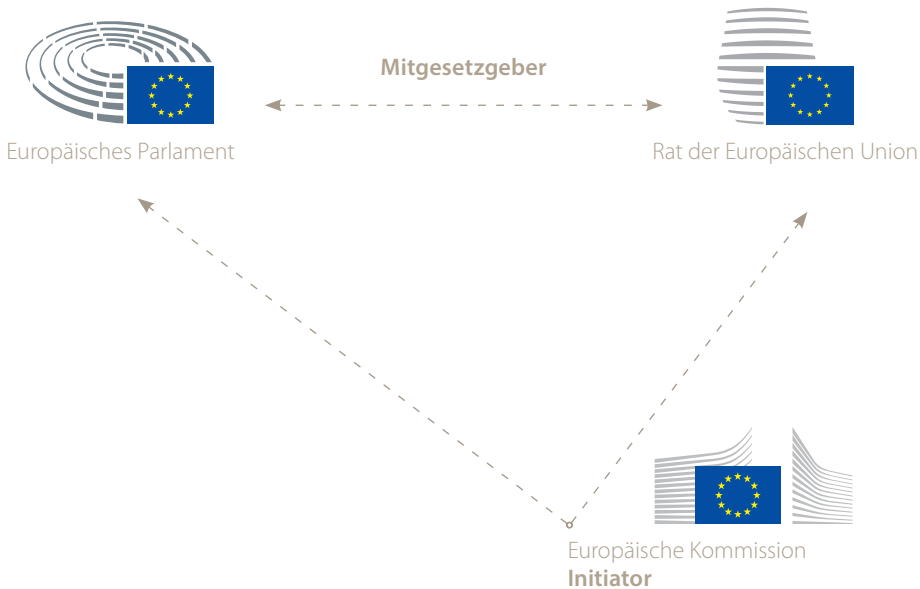 Mitgesetzgeber
Europäisches Parlament
Rat der Europäischen Union
Europäische Kommission
Initiator